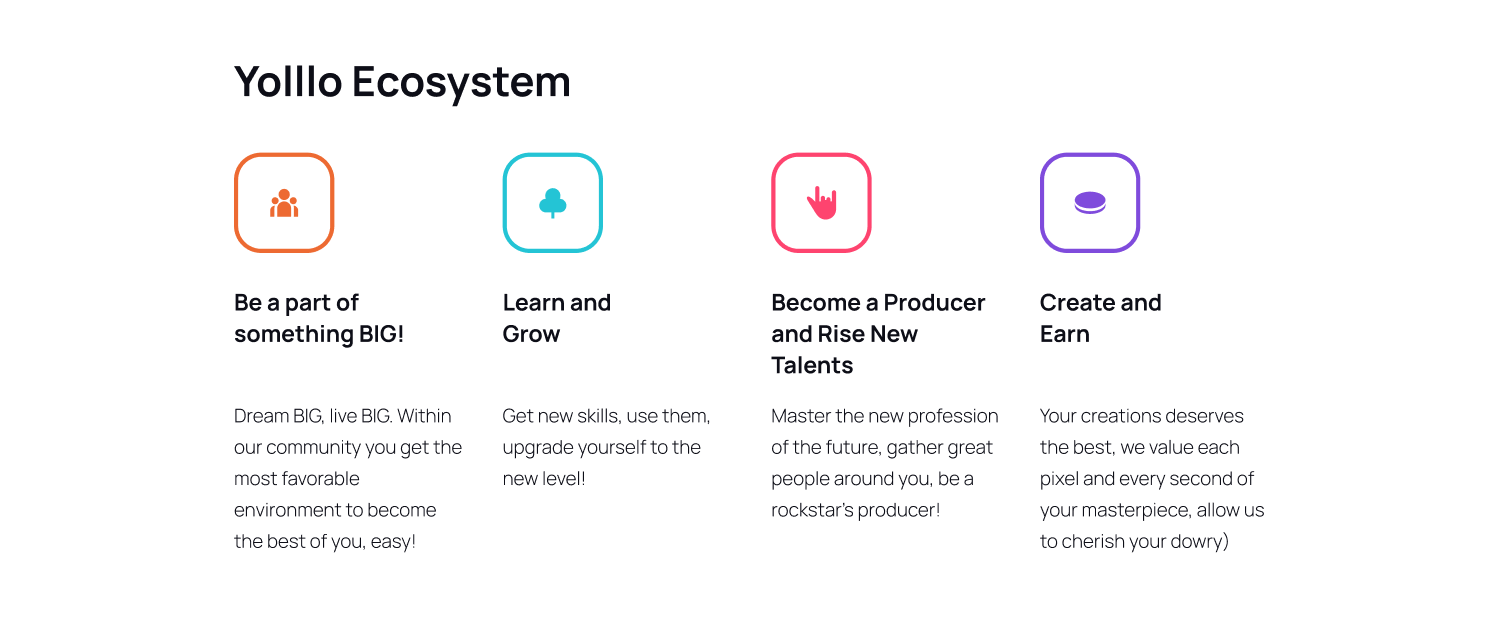 Yolllo Ecosystem
Be a part of
something BIG!
Dream BIG, live BIG. Within
our community you get the
most favorable
environment to become
the best of you, easy!
Learn and
Grow
Get new skills, use them,
upgrade yourself to the
new level!
Become a Producer
and Rise New
Talents
Master the new profession
of the future, gather great
people around you, be a
rockstar's producer!
Create and
Earn
Your creations deserves
the best, we value each
pixel and every second of
your masterpiece, allow us
to cherish your dowry)